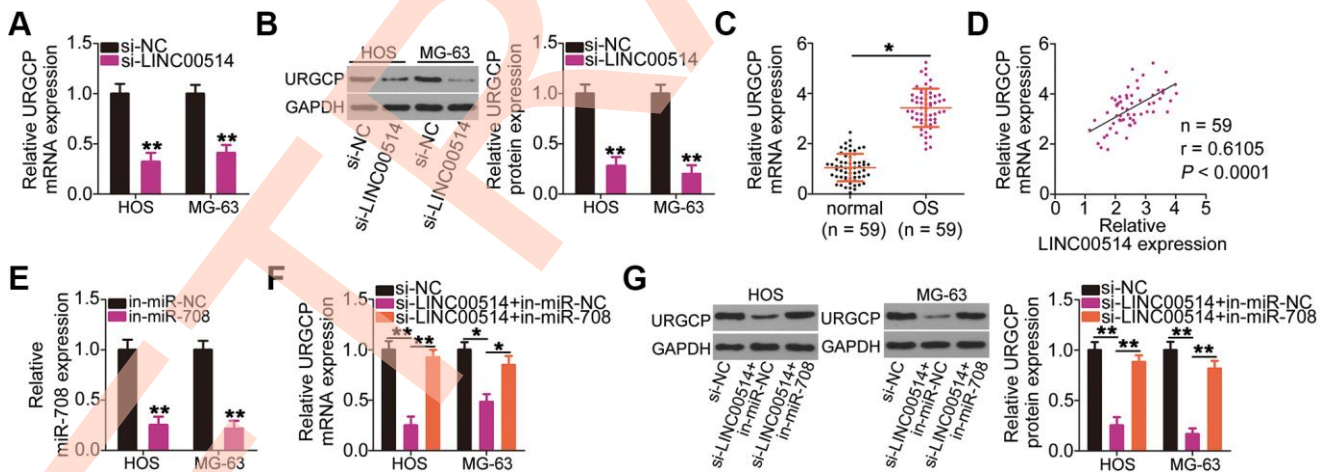 A
Relative URGCP
mRNA expression
si-NC
si-LINC00514
1.5
1.0
0.5
0.0
**
**
HOS
MG-63
B
HOS
MG-63
URGCP
GAPDH
si-NC
si-LINC00514
si-NC
si-LINC00514
Relative URGCP
protein expression
si-NC
si-LINC00514
1.5
1.0
0.5
0.0
**
**
HOS
MG-63
C
Relative URGCP
mRNA expression
6
4
2
0
*
normal
(n = 59)
OS
(n = 59)
D
Relative URGCP
mRNA expression
6
4
2
0
n = 59
r = 0.6105
P < 0.0001
0 1 2 3 4 5
Relative
LINC00514 expression
E
Relative
miR-708 expression
in-miR-NC
in-miR-708
1.5
1.0
0.5
0.0
**
**
HOS
MG-63
F
Relative URGCP
mRNA expression
si-NC
si-LINC00514+in-miR-NC
si-LINC00514+in-miR-708
1.5
1.0
0.5
0.0
**
**
*
*
HOS
MG-63
G
HOS
URGCP
GAPDH
si-NC
si-LINC00514+
in-miR-NC
si-LINC00514+
in-miR-708
MG-63
URGCP
GAPDH
si-NC
si-LINC00514+
in-miR-NC
si-LINC00514+
in-miR-708
Relative URGCP
protein expression
si-NC
si-LINC00514+in-miR-NC
si-LINC00514+in-miR-708
1.5
1.0
0.5
0.0
**
**
**
**
HOS
MG-63